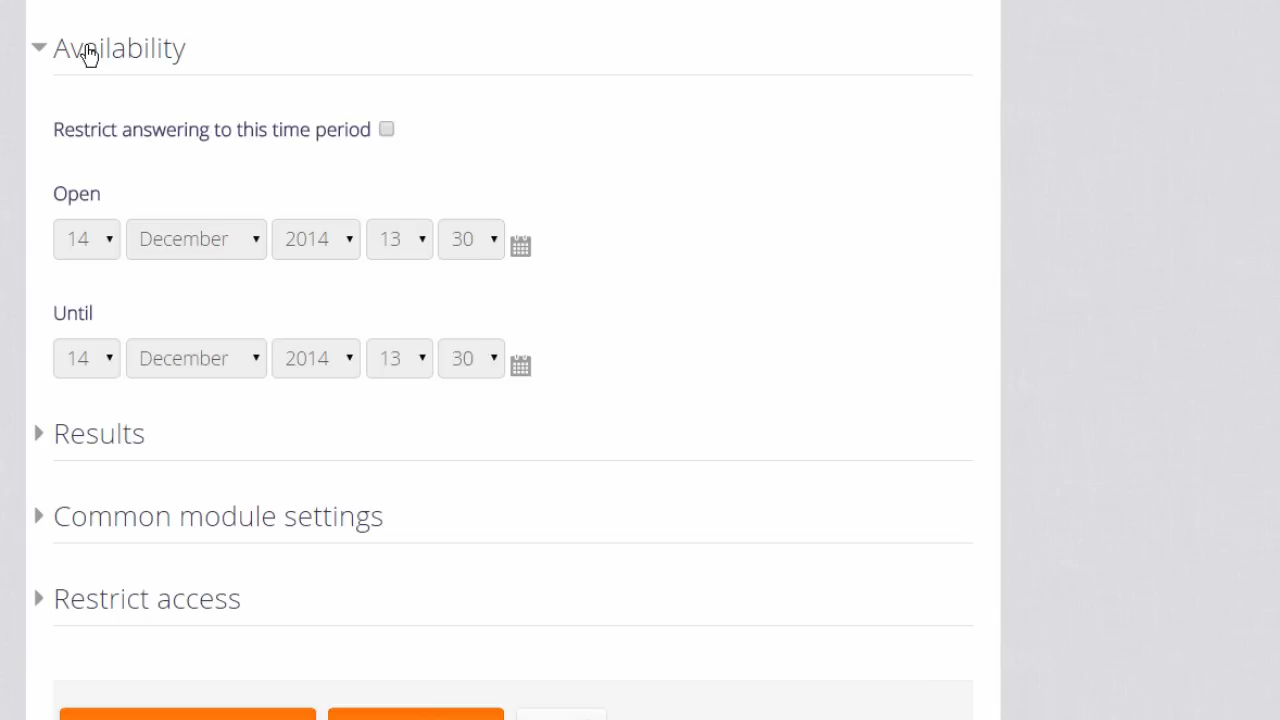 Availability
Restrict answering to this time period
Open
14 December 2014 13 30
Until
14 December 2014 13 30
Results
Common module settings
Restrict access